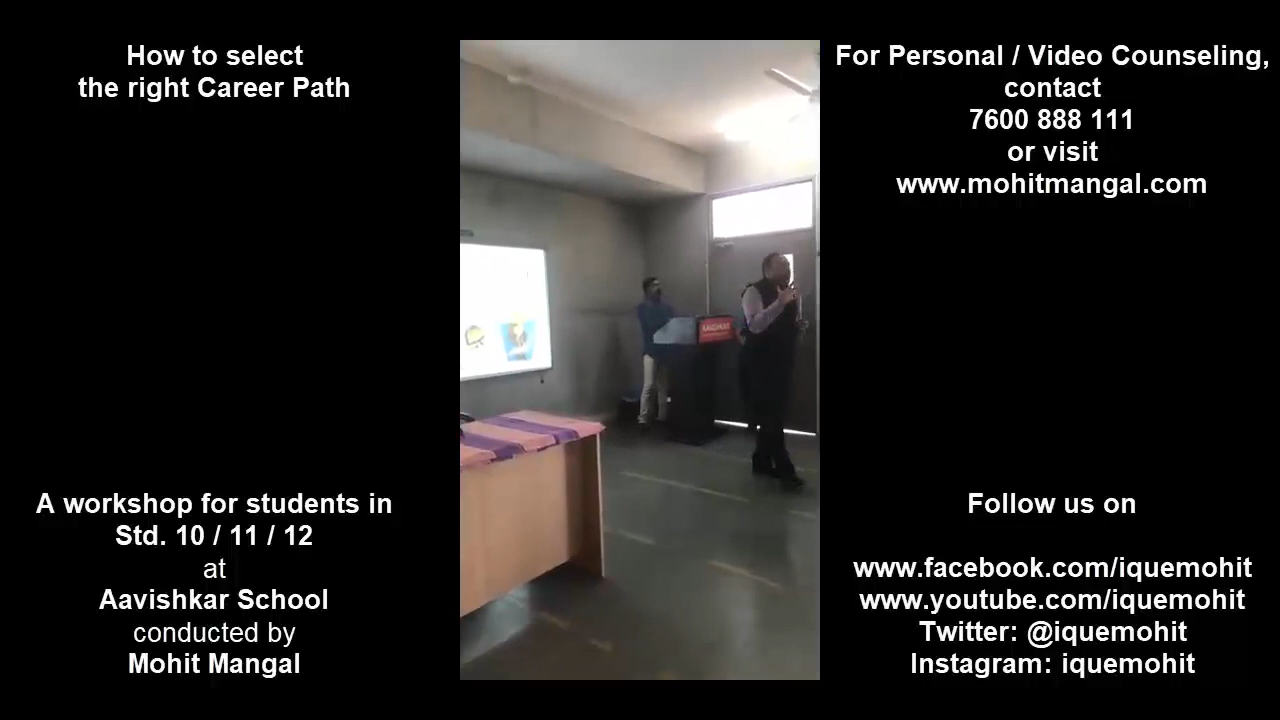 How to select
the right Career Path
A workshop for students in
Std. 10 / 11 / 12
at
Aavishkar School
conducted by
Mohit Mangal
For Personal / Video Counseling,
contact
7600 888 111
or visit
www.mohitmangal.com
Follow us on
www.facebook.com/iquemohit
www.youtube.com/iquemohit
Twitter: @iquemohit
Instagram: iquemohit